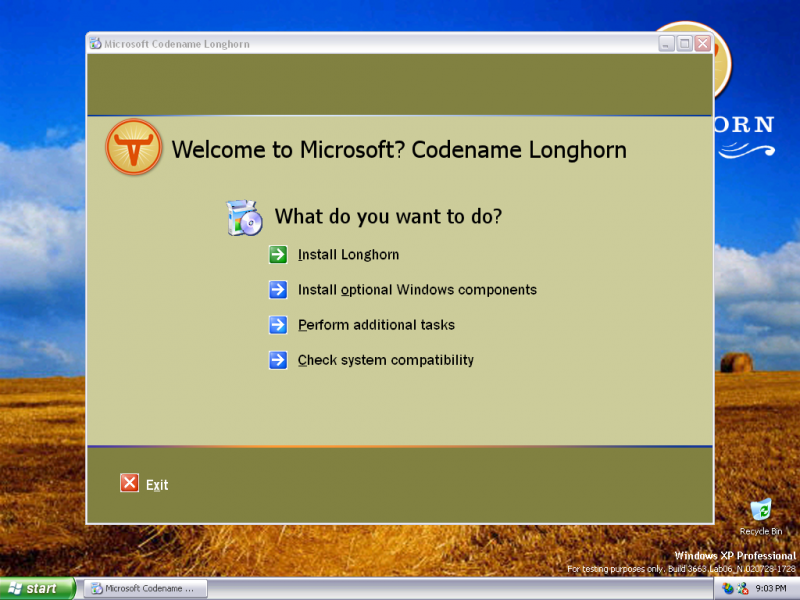 Microsoft Codename Longhorn
ORN
Welcome to Microsoft? Codename Longhorn
What do you want to do?
Install Longhorn
Install optional Windows components
Perform additional tasks
Check system compatibility
Exit
Recycle Bin
Windows XP Professional
For testing purposes only. Build 3663.Lab06_N.020728-1728
start
Microsoft Codename ...
9:03 PM